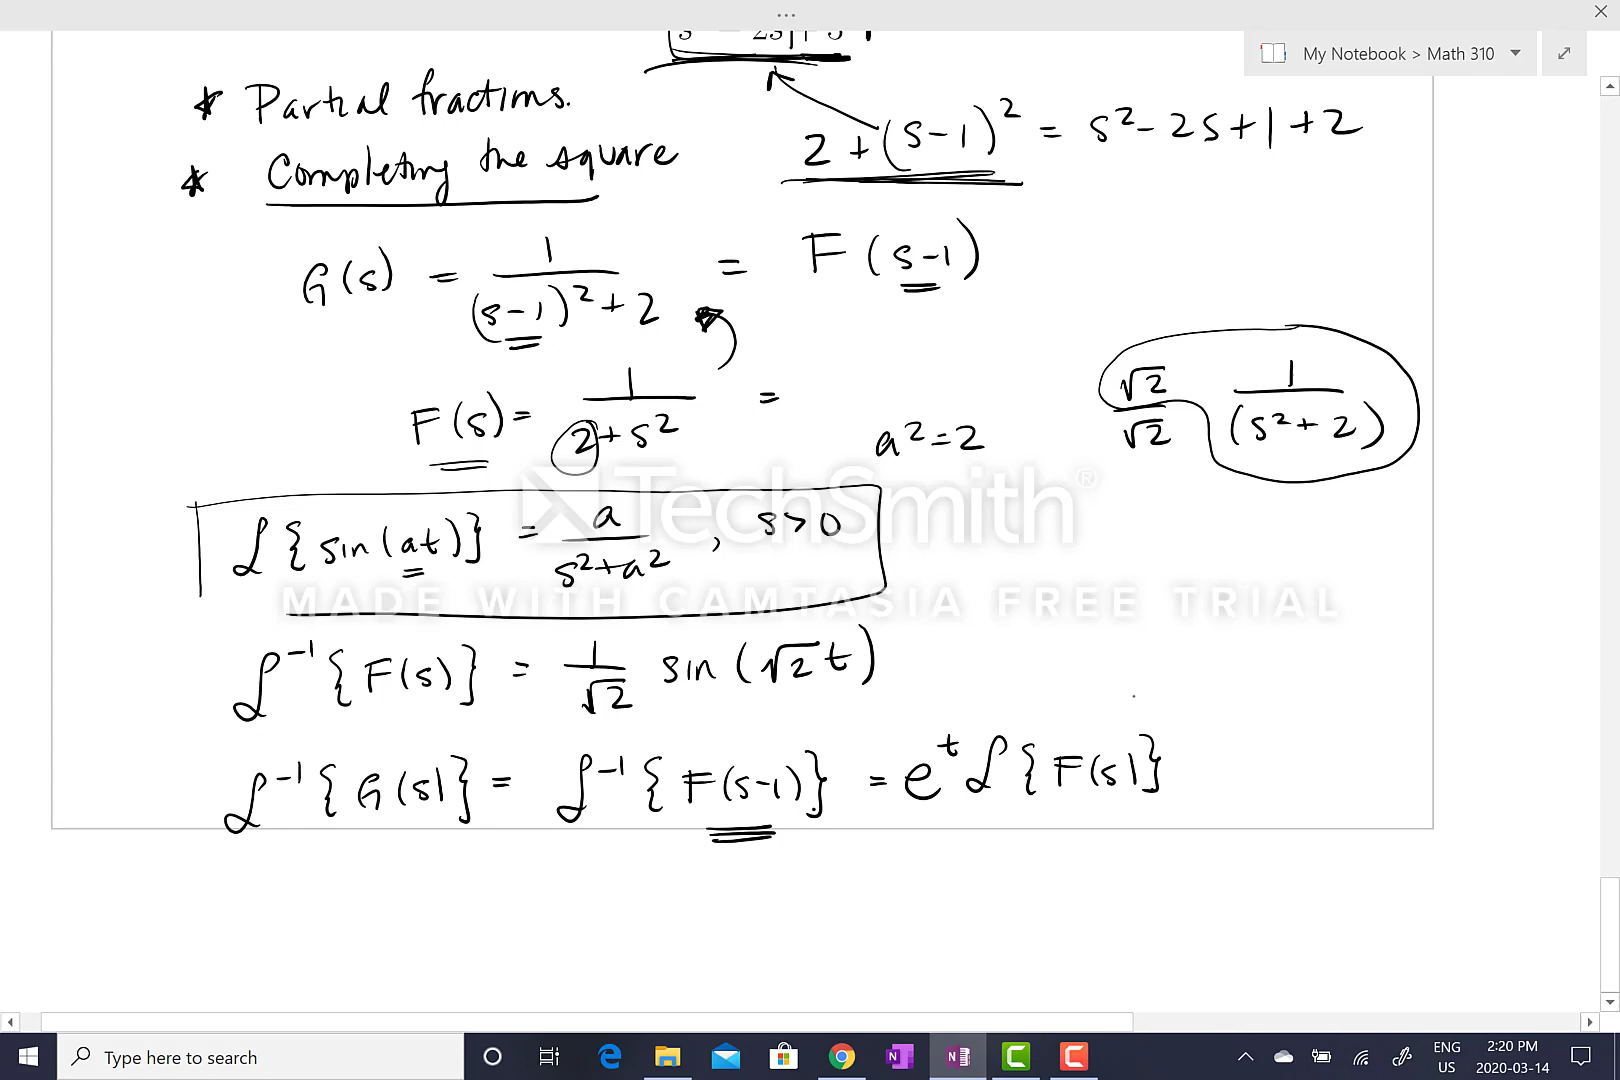 ...
My Notebook > Math 310
* Partial fractions.
2 + (s-1)² = s² - 2s + 1 + 2
* Completing the square
G(s) = 1/((s-1)² + 2) = F(s-1)
F(s) = 1/(2 + s²) =
a² = 2
√2/√2 1/(s² + 2)
TechSmith®
ℒ{sin(at)} = a/(s² + a²), s > 0
MADE WITH CAMTASIA FREE TRIAL
ℒ⁻¹{F(s)} = 1/√2 sin(√2 t)
ℒ⁻¹{G(s)} = ℒ⁻¹{F(s-1)} = eᵗ ℒ{F(s)}
Type here to search
ENG
US
2:20 PM
2020-03-14